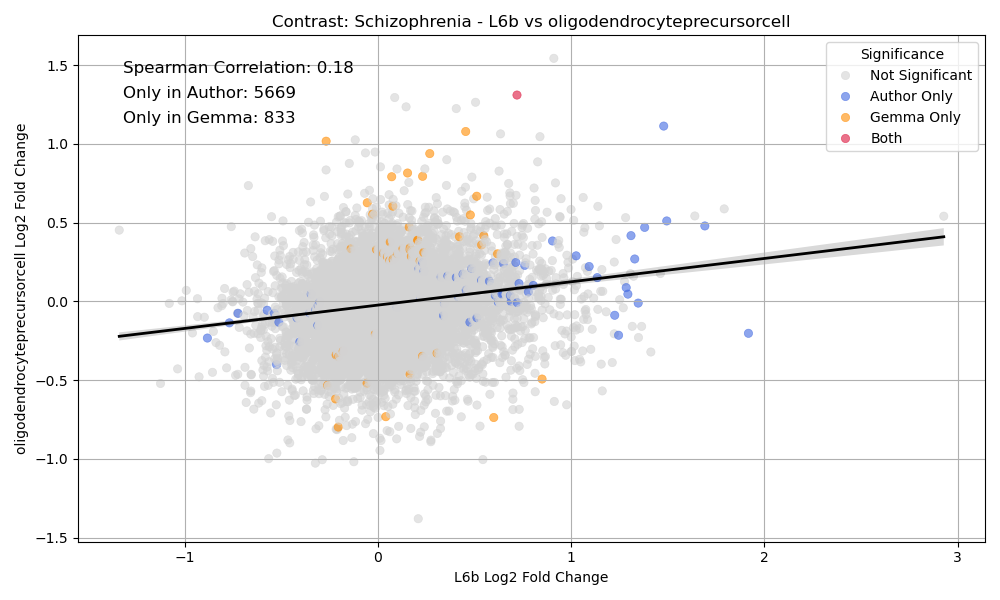 Contrast: Schizophrenia - L6b vs oligodendrocyteprecursorcell
Spearman Correlation: 0.18
Only in Author: 5669
Only in Gemma: 833
Significance
Not Significant
Author Only
Gemma Only
Both
oligodendrocyteprecursorcell Log2 Fold Change
1.5
1.0
0.5
0.0
−0.5
−1.0
−1.5
−1
0
1
2
3
L6b Log2 Fold Change